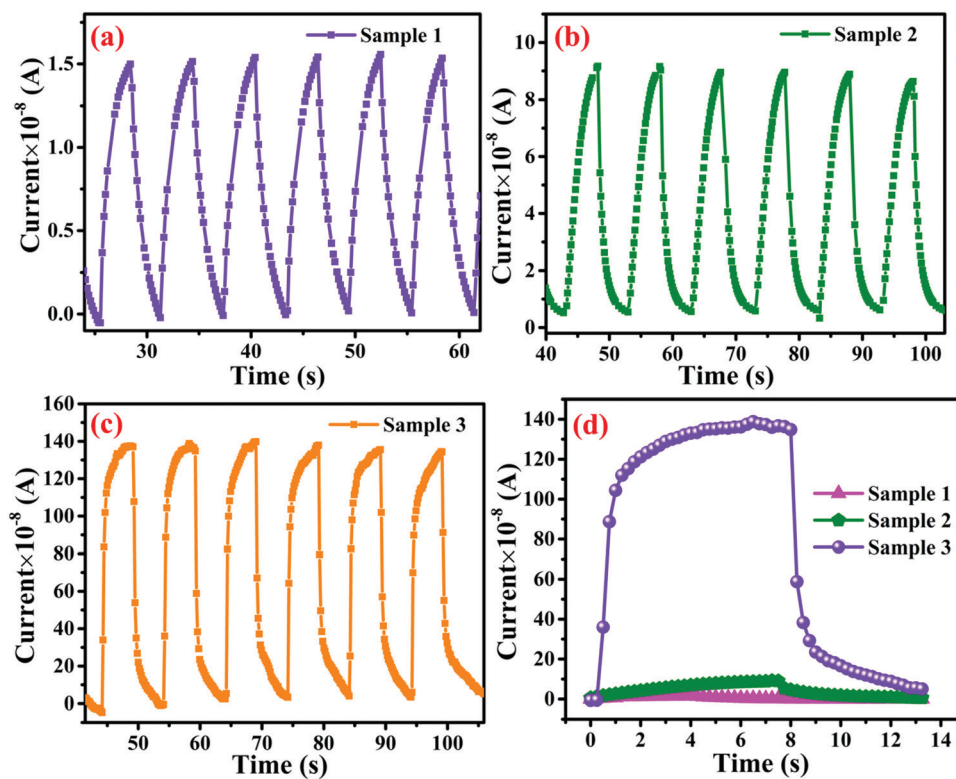 (a)
Sample 1
1.5
1.0
0.5
0.0
Current×10⁻⁸ (A)
30
40
50
60
Time (s)
(b)
Sample 2
10
8
6
4
2
0
Current×10⁻⁸ (A)
40
50
60
70
80
90
100
Time (s)
(c)
Sample 3
160
140
120
100
80
60
40
20
0
Current×10⁻⁸ (A)
50
60
70
80
90
100
Time (s)
(d)
Sample 1
Sample 2
Sample 3
140
120
100
80
60
40
20
0
Current×10⁻⁸ (A)
0
2
4
6
8
10
12
14
Time (s)